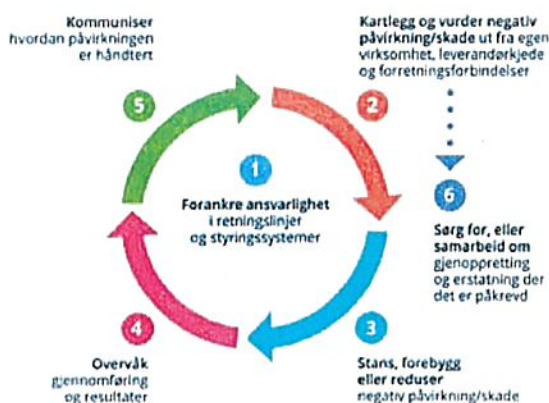 1
Forankre ansvarlighet
i retningslinjer
og styringssystemer
2
Kartlegg og vurder negativ
påvirkning/skade ut fra egen
virksomhet, leverandørkjede
og forretningsforbindelser
3
Stans, forebygg
eller reduser
negativ påvirkning/skade
4
Overvåk
gjennomføring
og resultater
5
Kommuniser
hvordan påvirkningen
er håndtert
6
Sørg for, eller
samarbeid om
gjenoppretting
og erstatning der
det er påkrevd